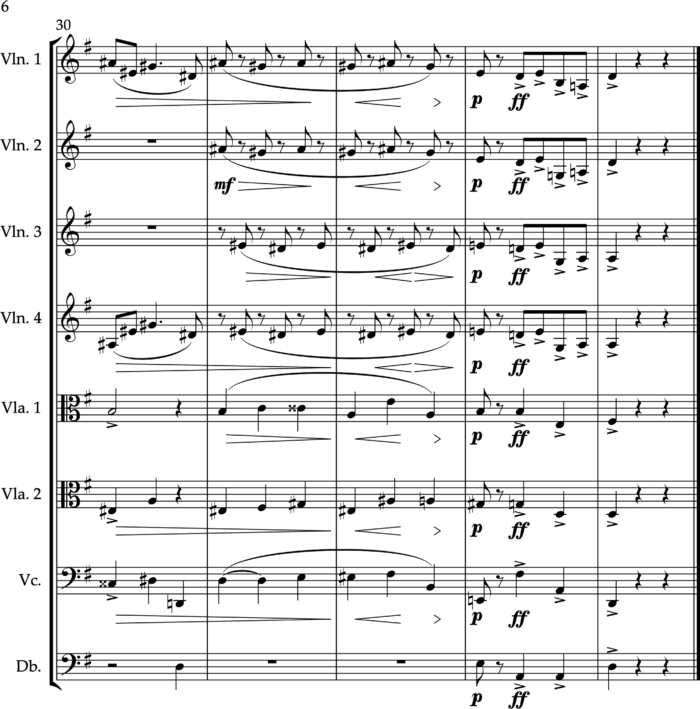 6
30
Vln. 1
p ff
Vln. 2
mf p ff
Vln. 3
p ff
Vln. 4
p ff
Vla. 1
p ff
Vla. 2
p ff
Vc.
p ff
Db.
p ff